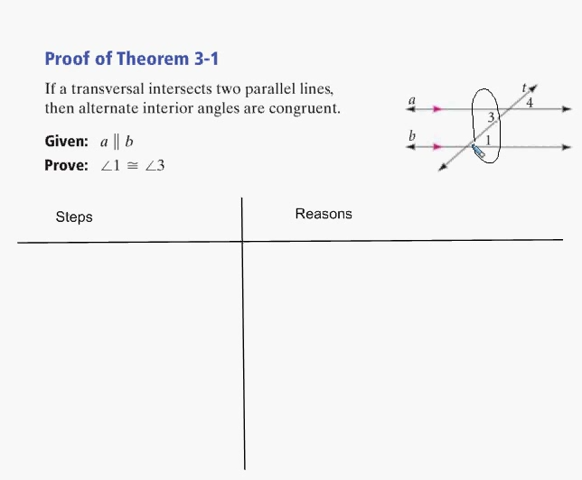 Proof of Theorem 3-1
If a transversal intersects two parallel lines,
then alternate interior angles are congruent.
Given: a ∥ b
Prove: ∠1 ≅ ∠3
t
a
4
3
b
1
Steps
Reasons